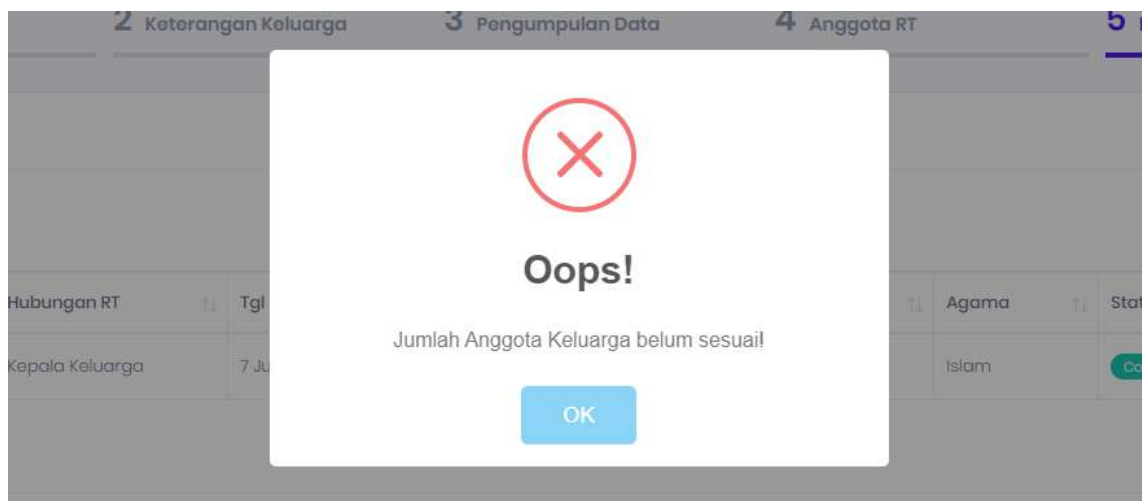 2 Keterangan Keluarga
3 Pengumpulan Data
4 Anggota RT
5
Oops!
Jumlah Anggota Keluarga belum sesuai!
OK
Hubungan RT
Tgl
Agama
Kepala Keluarga
7
Islam